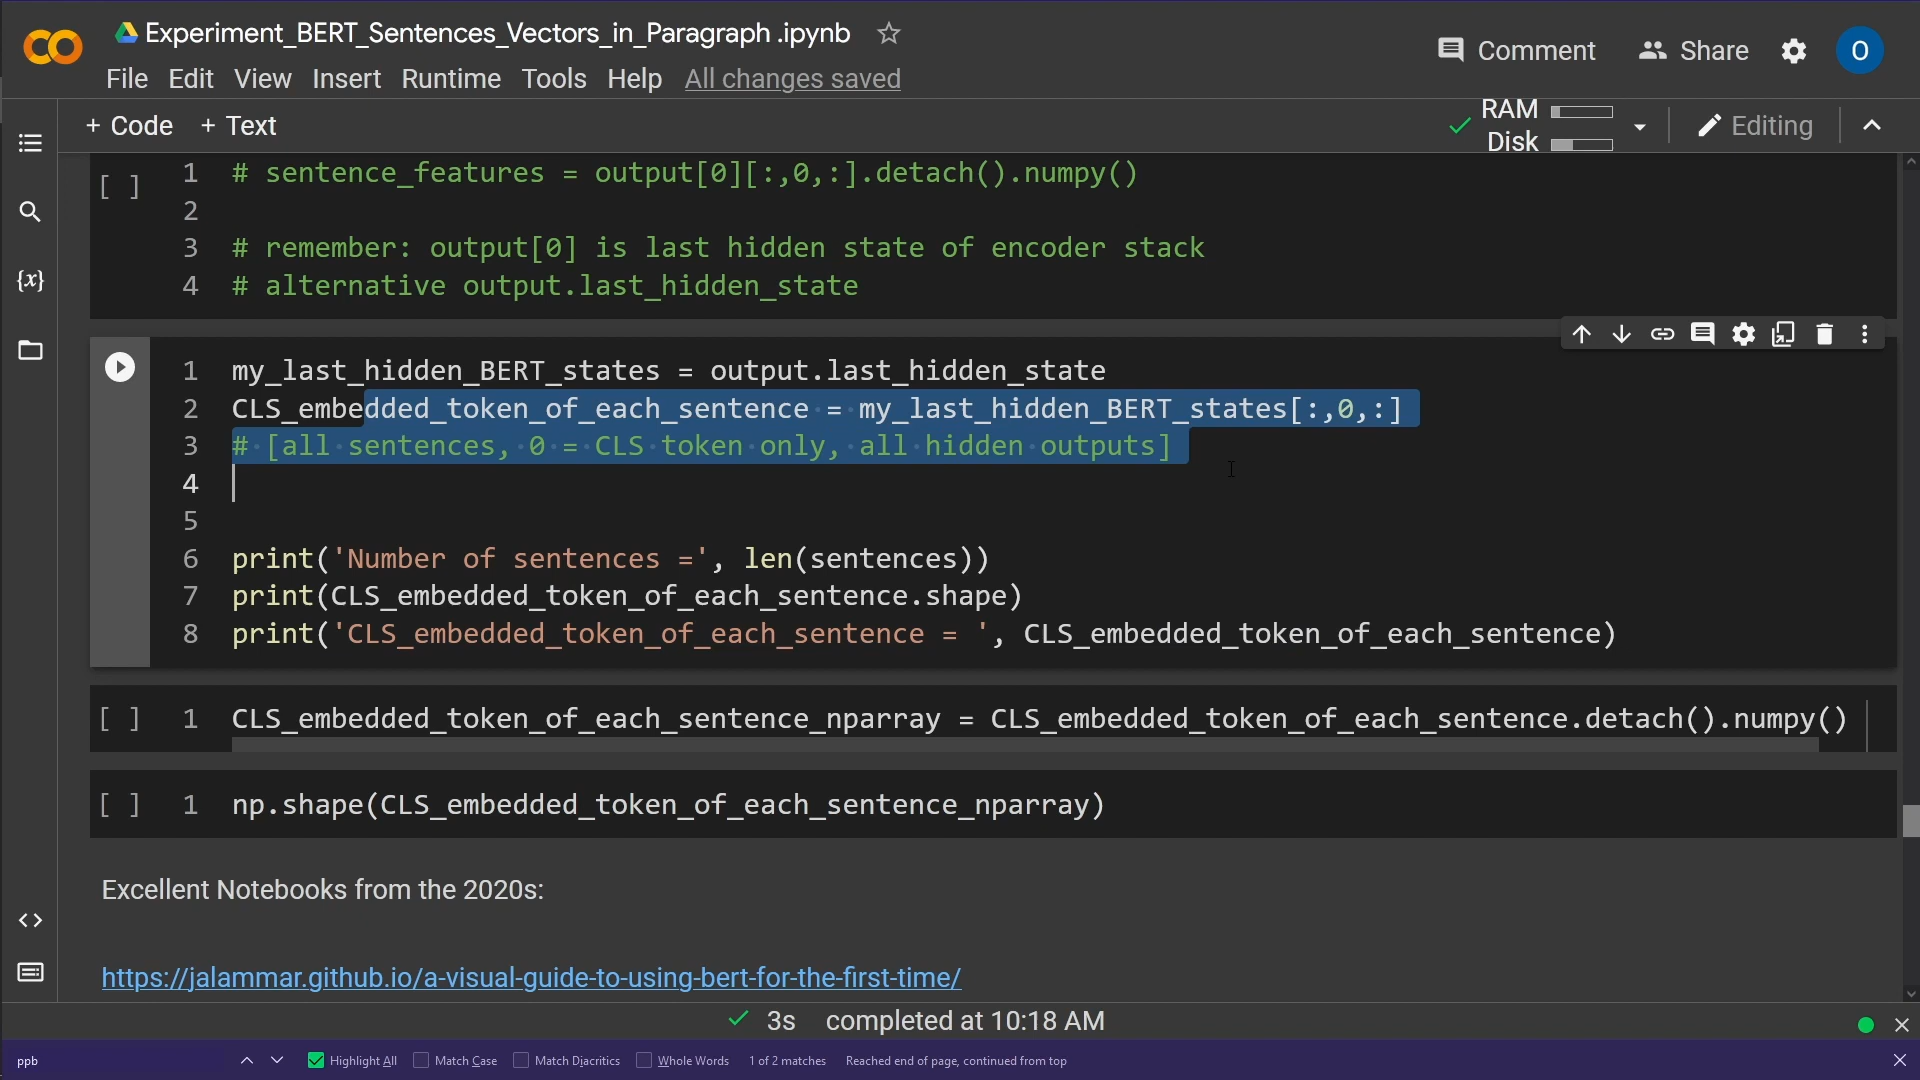 Experiment_BERT_Sentences_Vectors_in_Paragraph .ipynb
Comment
Share
O
File Edit View Insert Runtime Tools Help All changes saved
+ Code + Text
RAM
Disk
Editing
[ ] 1 # sentence_features = output[0][:,0,:].detach().numpy()
2
3 # remember: output[0] is last hidden state of encoder stack
4 # alternative output.last_hidden_state
1 my_last_hidden_BERT_states = output.last_hidden_state
2 CLS_embedded_token_of_each_sentence = my_last_hidden_BERT_states[:,0,:]
3 # [all sentences, 0 = CLS token only, all hidden outputs]
4
5
6 print('Number of sentences =', len(sentences))
7 print(CLS_embedded_token_of_each_sentence.shape)
8 print('CLS_embedded_token_of_each_sentence = ', CLS_embedded_token_of_each_sentence)
[ ] 1 CLS_embedded_token_of_each_sentence_nparray = CLS_embedded_token_of_each_sentence.detach().numpy()
[ ] 1 np.shape(CLS_embedded_token_of_each_sentence_nparray)
Excellent Notebooks from the 2020s:
https://jalammar.github.io/a-visual-guide-to-using-bert-for-the-first-time/
3s completed at 10:18 AM
ppb Highlight All Match Case Match Diacritics Whole Words 1 of 2 matches Reached end of page, continued from top